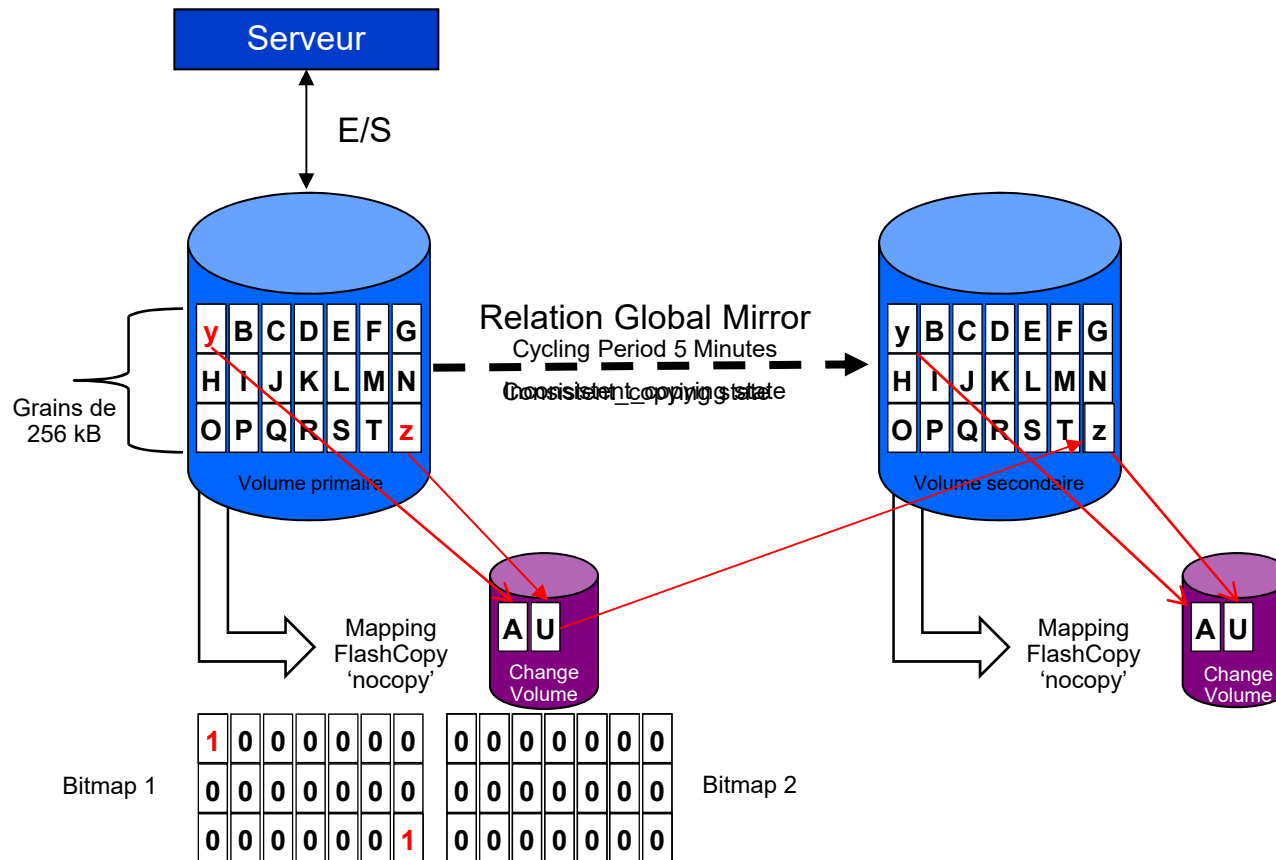 Serveur
E/S
Relation Global Mirror
Cycling Period 5 Minutes
y B C D E F G
H I J K L M N
O P Q R S T z
Volume primaire
Grains de
256 kB
y B C D E F G
H I J K L M N
O P Q R S T z
Volume secondaire
Mapping
FlashCopy
‘nocopy’
A U
Change
Volume
Mapping
FlashCopy
‘nocopy’
A U
Change
Volume
Bitmap 1
1 0 0 0 0 0 0
0 0 0 0 0 0 0
0 0 0 0 0 0 1
0 0 0 0 0 0 0
0 0 0 0 0 0 0
0 0 0 0 0 0 0
Bitmap 2